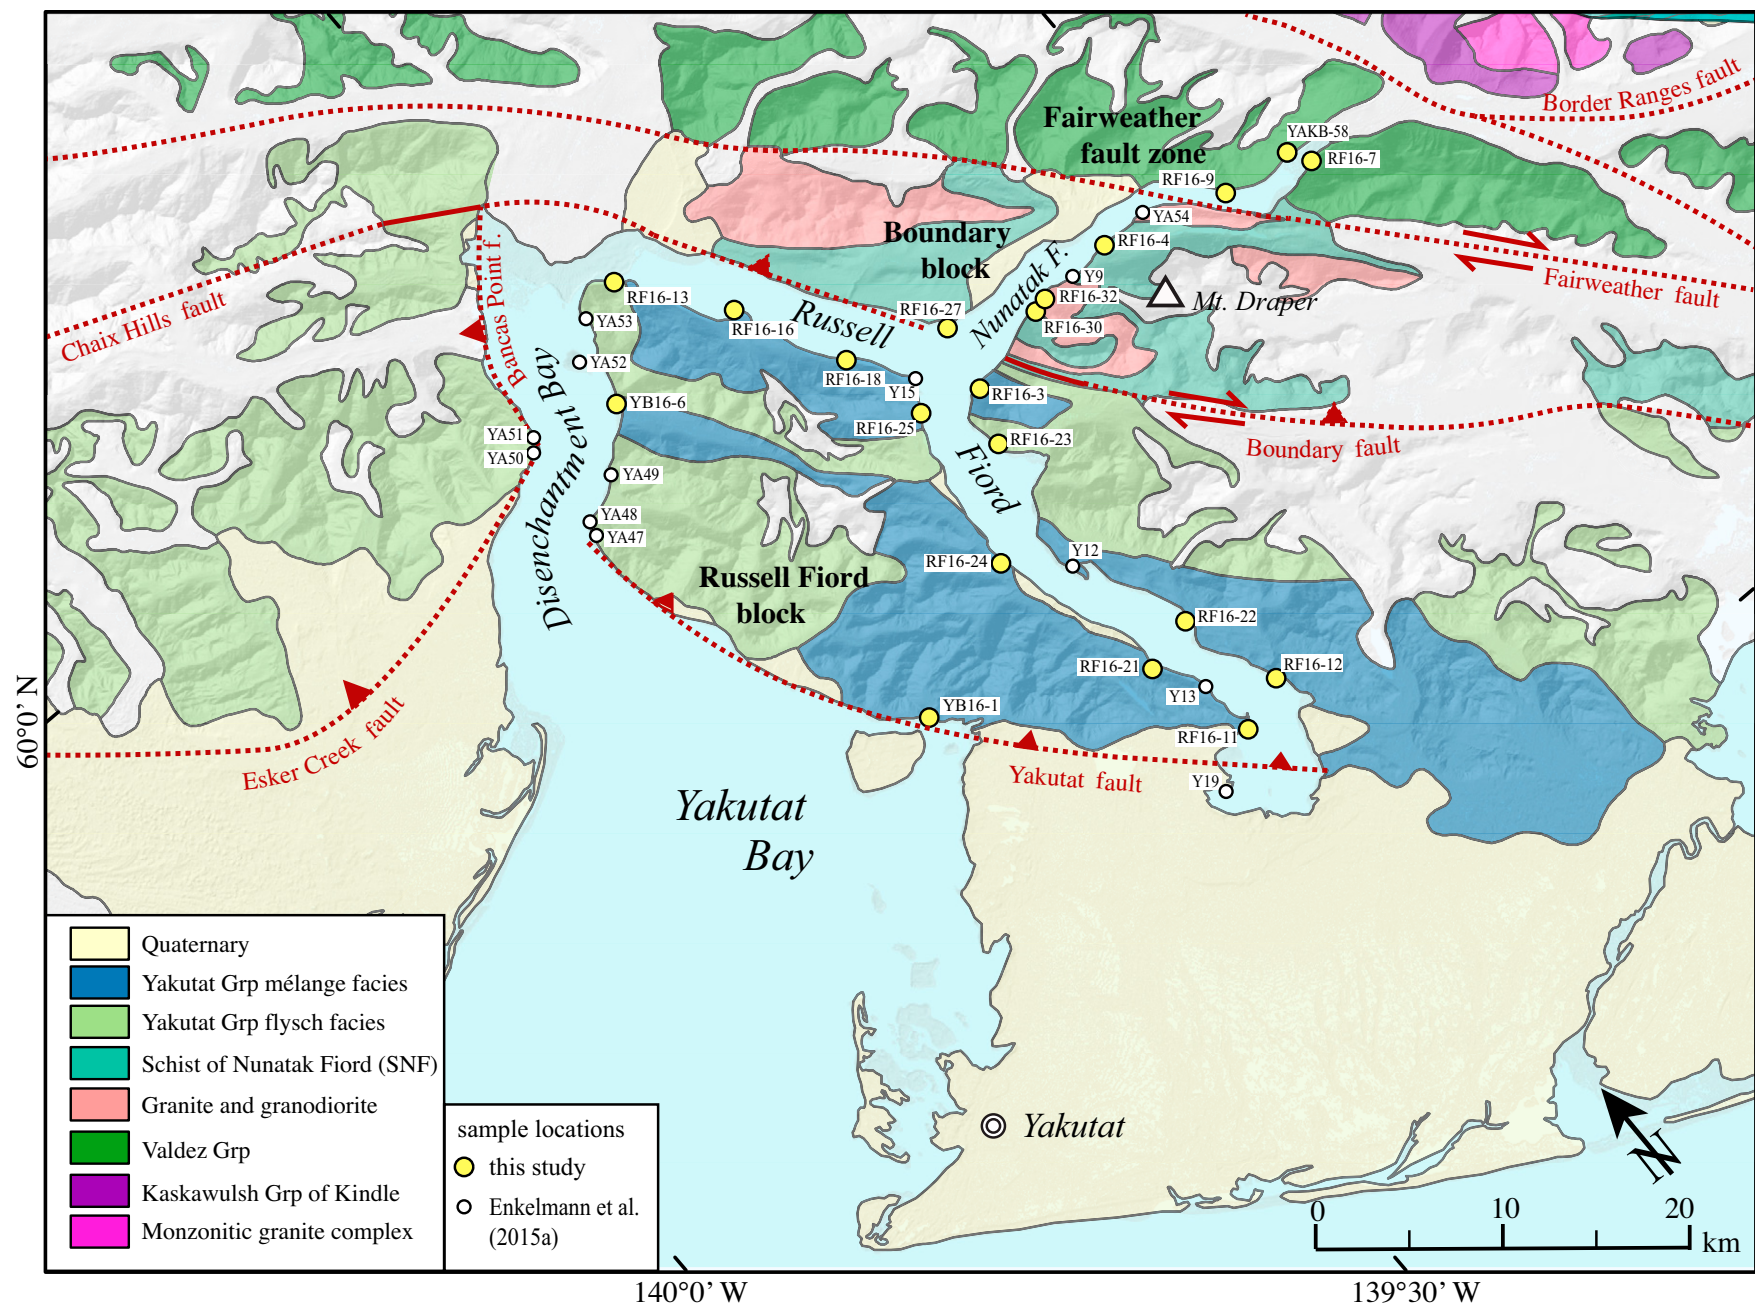 Border Ranges fault
Fairweather
fault zone
YAKB-58
RF16-7
RF16-9
YA54
Boundary
block
RF16-4
Nunatak F.
Y9
RF16-32
RF16-30
Mt. Draper
Fairweather fault
Chaix Hills fault
Bancas Point f.
RF16-13
YA53
RF16-16
Russell
RF16-27
YA52
RF16-18
Y15
RF16-3
YB16-6
RF16-25
RF16-23
Boundary fault
Disenchantment Bay
YA51
YA50
YA49
Fiord
YA48
YA47
Y12
RF16-24
Russell Fiord
block
RF16-22
RF16-21
RF16-12
Y13
YB16-1
RF16-11
Esker Creek fault
Yakutat fault
Y19
60°0' N
Yakutat
Bay
Quaternary
Yakutat Grp mélange facies
Yakutat Grp flysch facies
Schist of Nunatak Fiord (SNF)
Granite and granodiorite
Valdez Grp
Kaskawulsh Grp of Kindle
Monzonitic granite complex
sample locations
this study
Enkelmann et al.
(2015a)
Yakutat
N
0 10 20
km
140°0' W
139°30' W